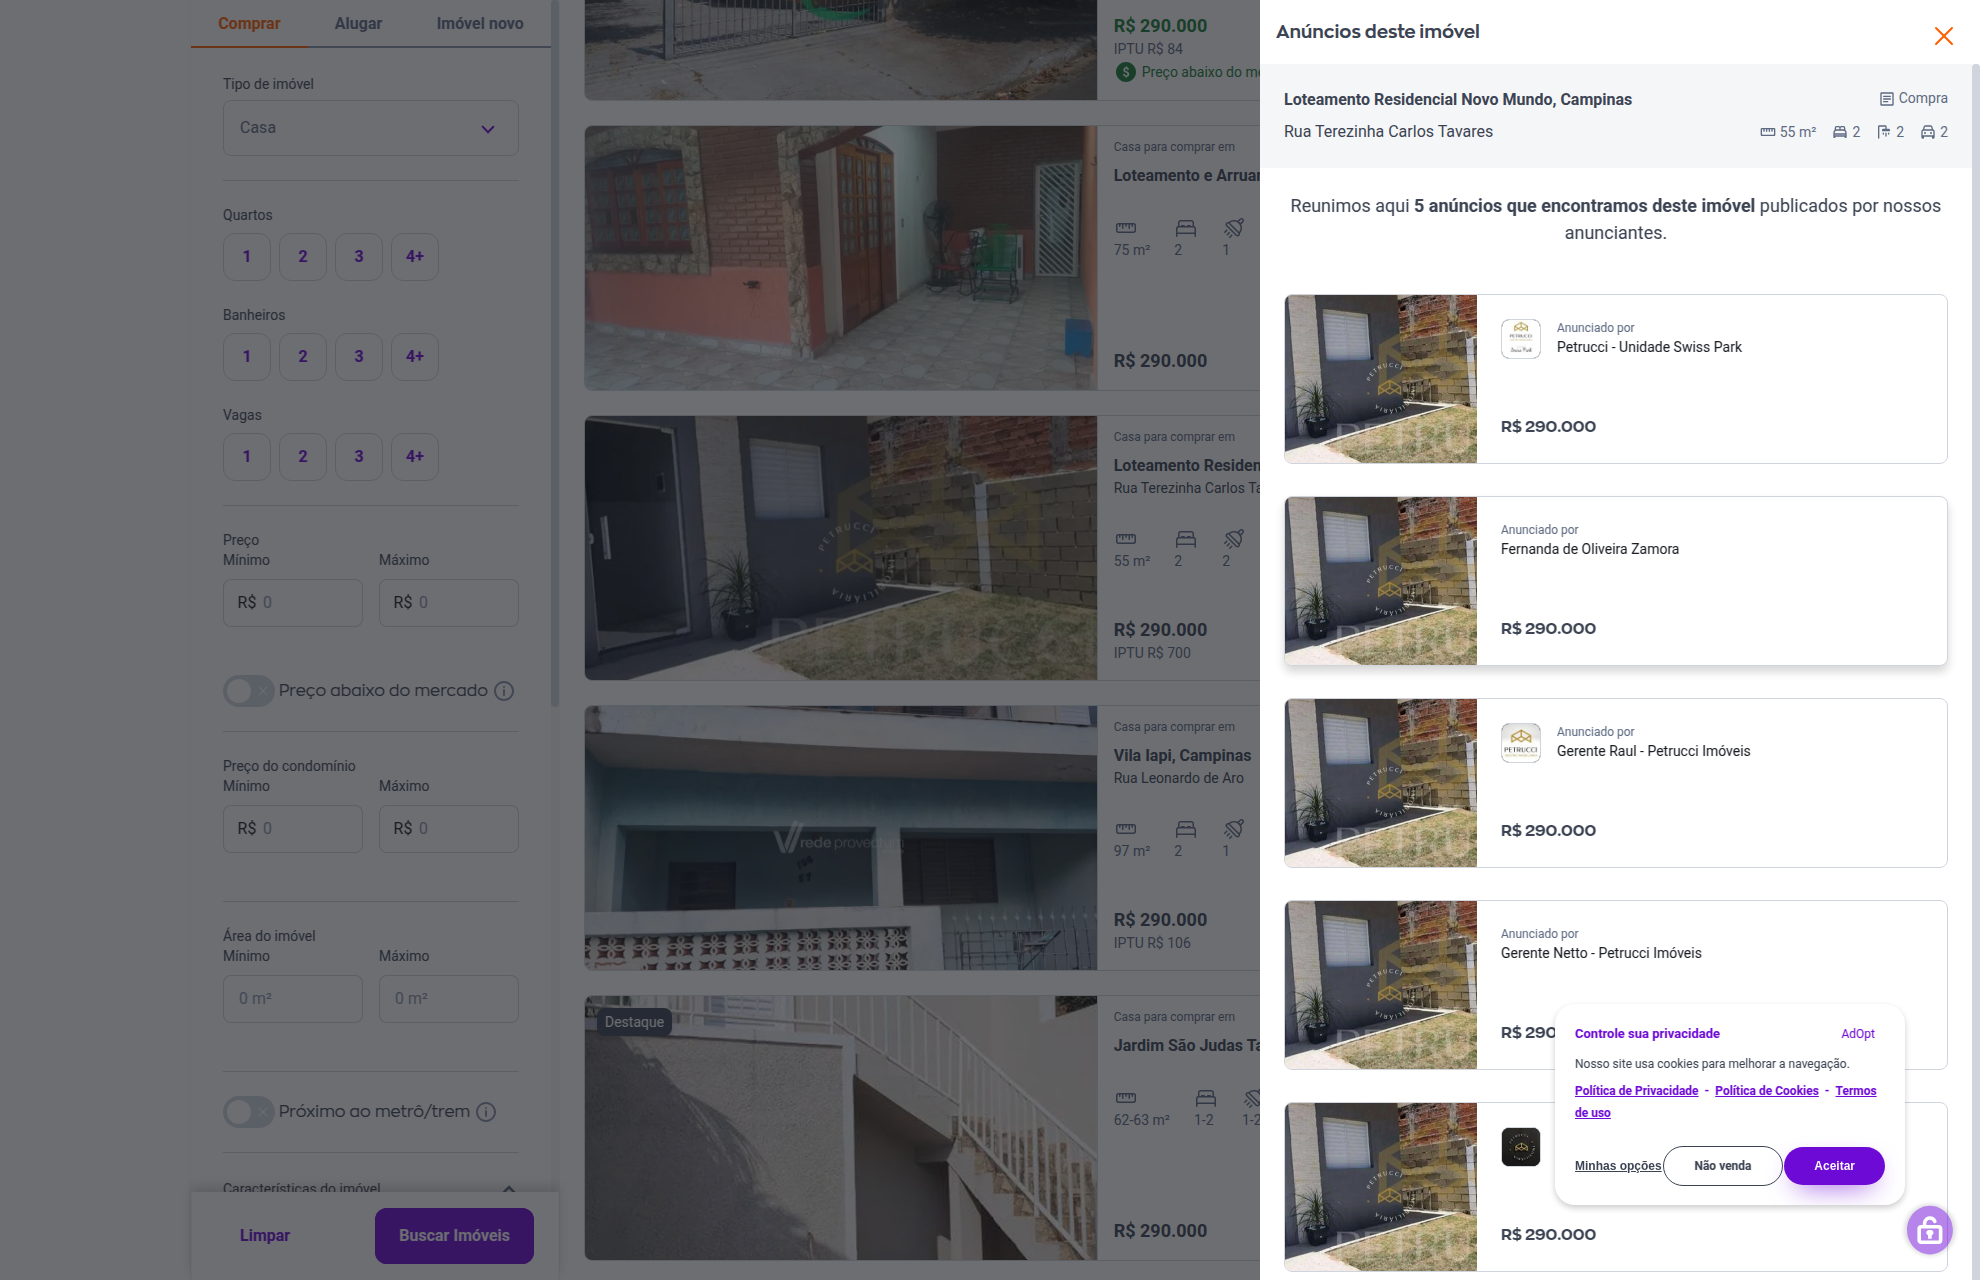 Comprar Alugar Imóvel novo
Tipo de imóvel
Casa
Quartos
1 2 3 4+
Banheiros
1 2 3 4+
Vagas
1 2 3 4+
Preço
Mínimo Máximo
R$ 0 R$ 0
Preço abaixo do mercado
Preço do condomínio
Mínimo Máximo
R$ 0 R$ 0
Área do imóvel
Mínimo Máximo
0 m² 0 m²
Próximo ao metrô/trem
Características do imóvel
Limpar Buscar Imóveis
R$ 290.000
IPTU R$ 84
Preço abaixo do
Casa para comprar em
Loteamento e
75 m² 2 1
R$ 290.000
Casa para comprar em
Loteamento
Rua Terezinha Carlos
55 m² 2 2
R$ 290.000
IPTU R$ 700
PETRUCCI
Casa para comprar em
Vila Iapi, Campinas
Rua Leonardo de Aro
97 m² 2 1
R$ 290.000
IPTU R$ 106
rede provectum
Destaque
Casa para comprar em
Jardim São Judas
62-63 m² 1-2 1-2
R$ 290.000
Anúncios deste imóvel
Loteamento Residencial Novo Mundo, Campinas Compra
Rua Terezinha Carlos Tavares 55 m² 2 2 2
Reunimos aqui 5 anúncios que encontramos deste imóvel publicados por nossos
anunciantes.
Anunciado por
Petrucci - Unidade Swiss Park
R$ 290.000
Anunciado por
Fernanda de Oliveira Zamora
R$ 290.000
PETRUCCI
Anunciado por
Gerente Raul - Petrucci Imóveis
R$ 290.000
Anunciado por
Gerente Netto - Petrucci Imóveis
R$ 290
R$ 290.000
Controle sua privacidade AdOpt
Nosso site usa cookies para melhorar a navegação.
Política de Privacidade - Política de Cookies - Termos
de uso
Minhas opções Não venda Aceitar